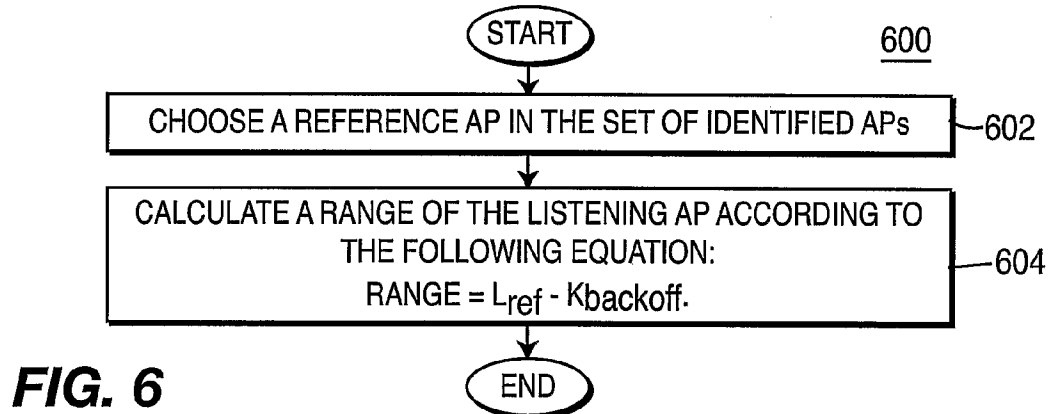 START
600
CHOOSE A REFERENCE AP IN THE SET OF IDENTIFIED APs
602
CALCULATE A RANGE OF THE LISTENING AP ACCORDING TO
THE FOLLOWING EQUATION:
RANGE = Lref - Kbackoff.
604
FIG. 6
END